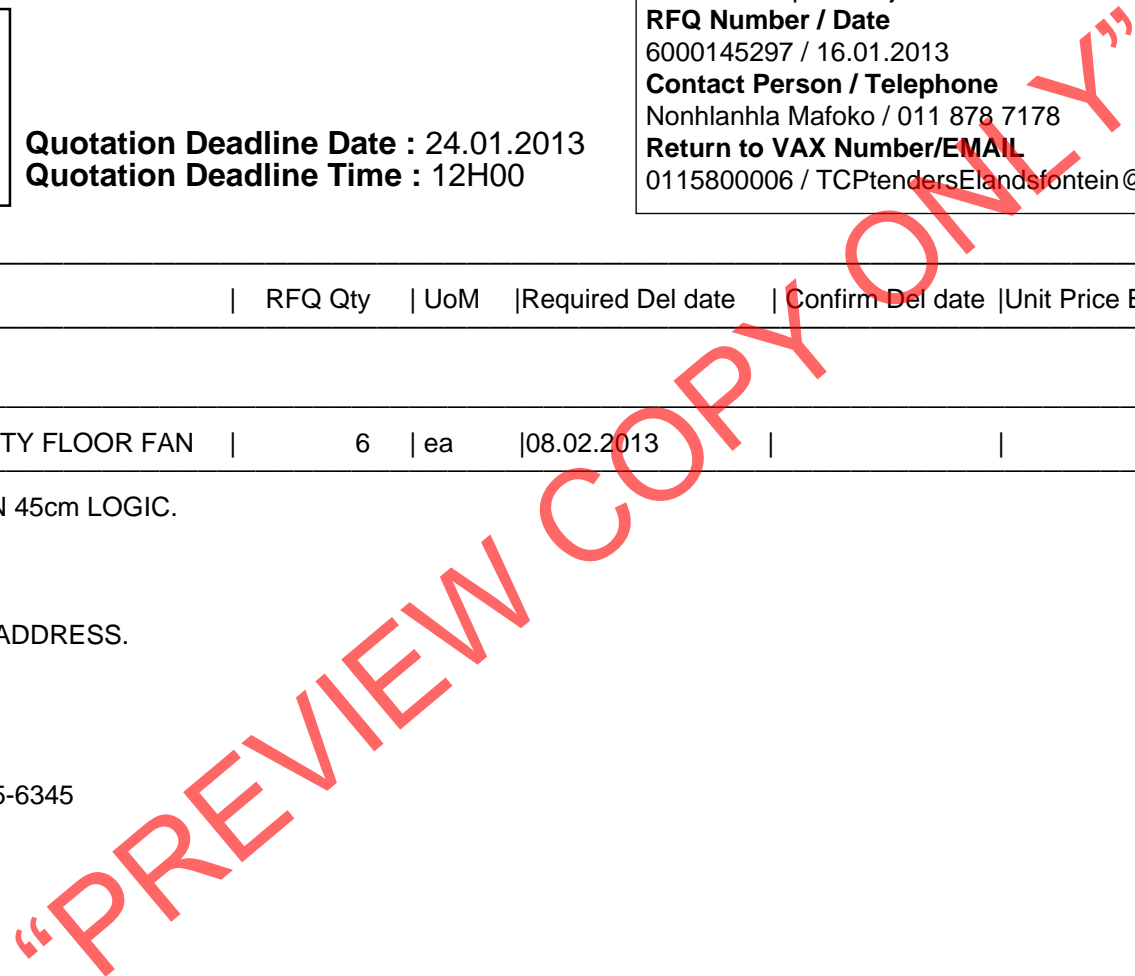 RFQ Number / Date
6000145297 / 16.01.2013
Contact Person / Telephone
Nonhlanhla Mafoko / 011 878 7178
Return to VAX Number/EMAIL
0115800006 / TCPtendersElandsfontein@
Quotation Deadline Date : 24.01.2013
Quotation Deadline Time : 12H00
| RFQ Qty | UoM |Required Del date | Confirm Del date |Unit Price
TY FLOOR FAN | 6 | ea |08.02.2013 | |
N 45cm LOGIC.
ADDRESS.
5-6345
“PREVIEW COPY ONLY”